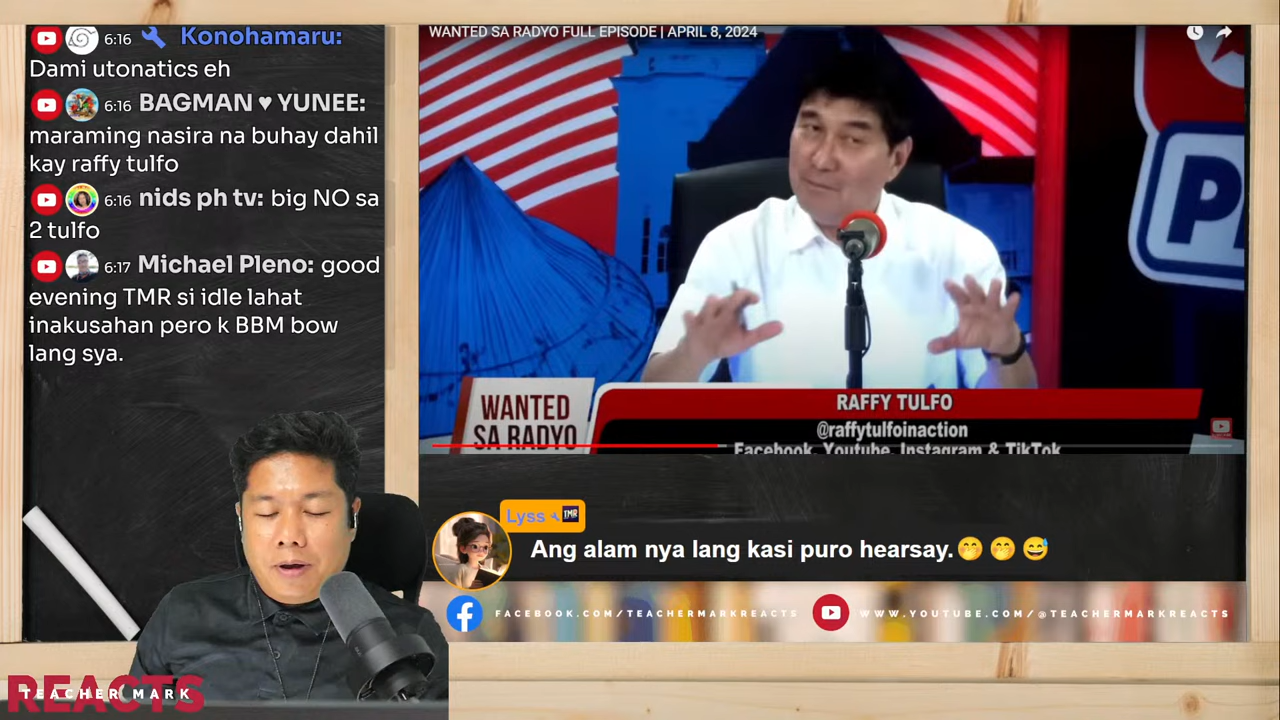 6:16 Konohamaru:
Dami utonatics eh
6:16 BAGMAN ♥ YUNEE:
maraming nasira na buhay dahil
kay raffy tulfo
6:16 nids ph tv: big NO sa
2 tulfo
6:17 Michael Pleno: good
evening TMR si idle lahat
inakusahan pero k BBM bow
lang sya.
WANTED SA RADYO FULL EPISODE | APRIL 8, 2024
P
WANTED
SA RADYO
RAFFY TULFO
@raffytulfoinaction
Facebook, Youtube, Instagram & TikTok
Lyss TMR
Ang alam nya lang kasi puro hearsay.🤭🤭😅
FACEBOOK.COM/TEACHERMARKREACTS
WWW.YOUTUBE.COM/@TEACHERMARKREACTS
TEACHER MARK
REACTS